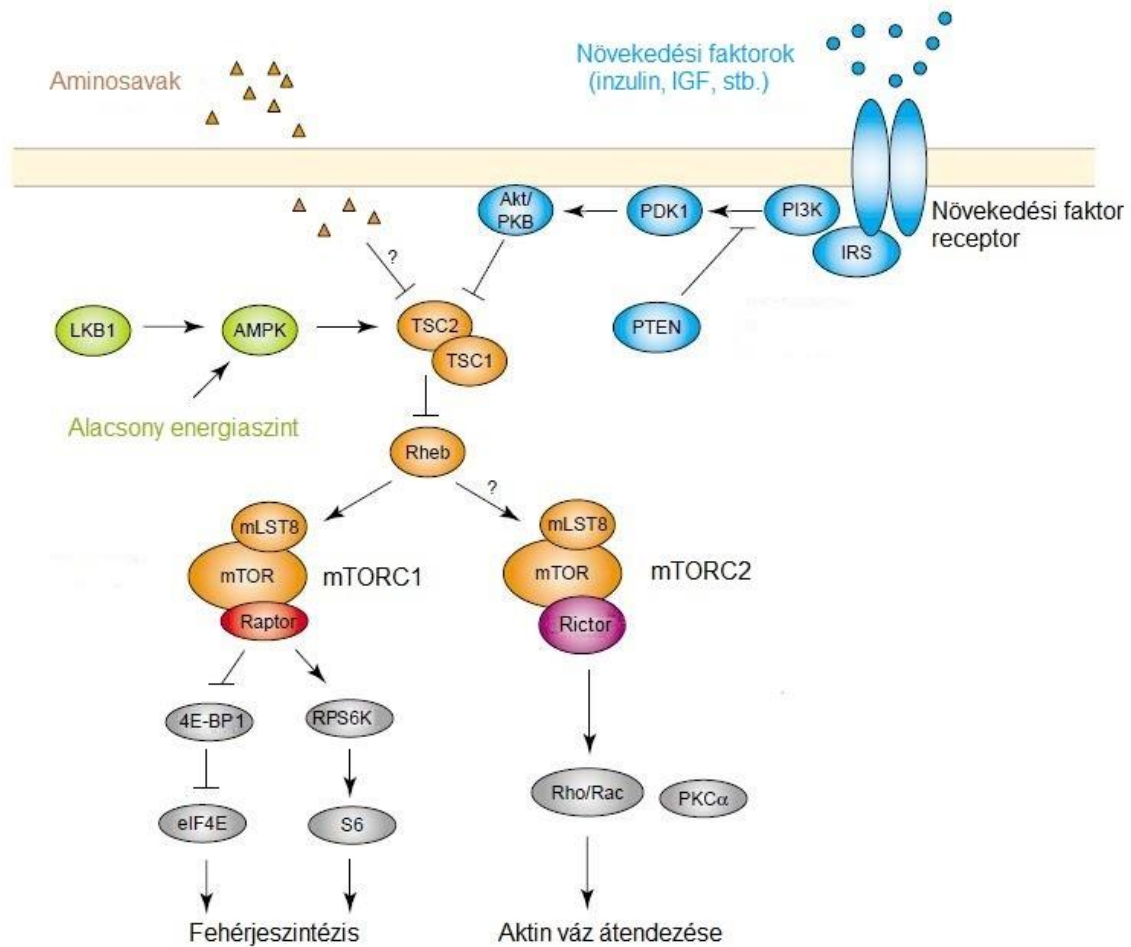 Növekedési faktorok
(inzulin, IGF, stb.)
Aminosavak
Akt/
PKB
PDK1
PI3K
Növekedési faktor
receptor
IRS
?
LKB1
AMPK
TSC2
TSC1
PTEN
Alacsony energiaszint
Rheb
?
mLST8
mTOR
mTORC1
Raptor
mLST8
mTOR
mTORC2
Rictor
4E-BP1
RPS6K
Rho/Rac
PKCα
eIF4E
S6
Fehérjeszintézis
Aktin váz átendezése